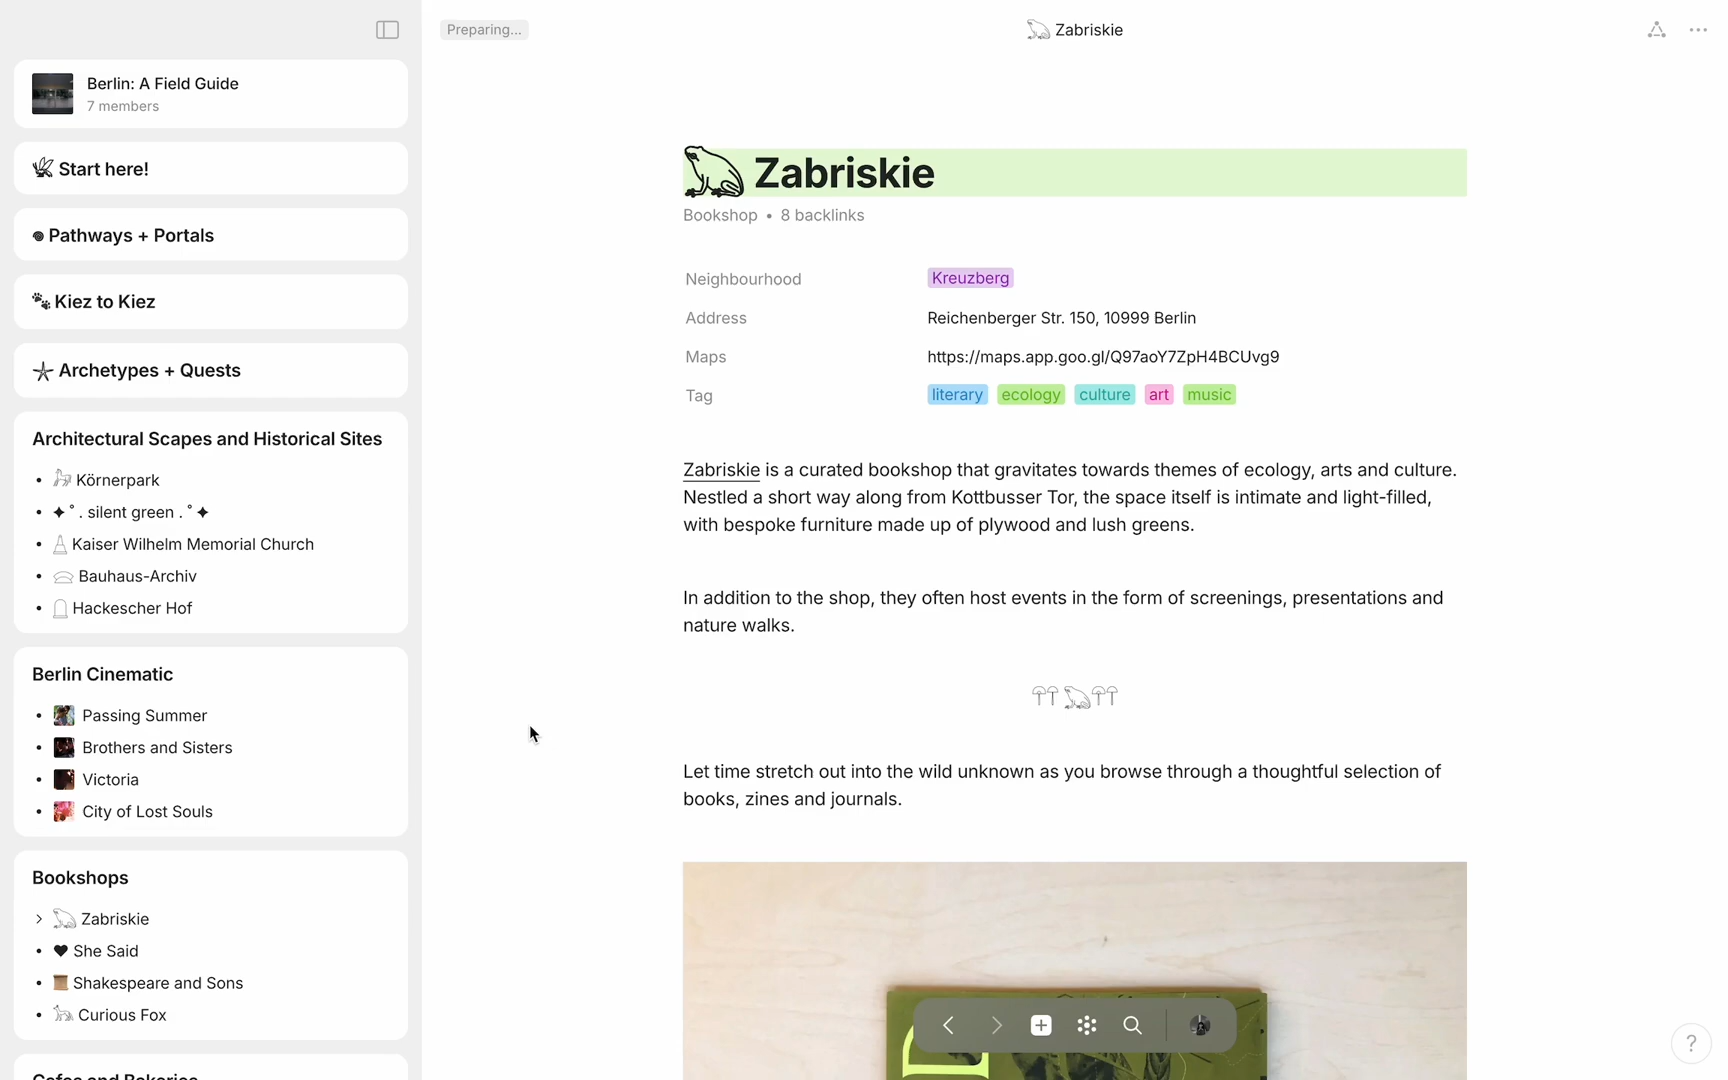 Preparing...
Zabriskie
Berlin: A Field Guide
7 members
Start here!
Pathways + Portals
Kiez to Kiez
Archetypes + Quests
Architectural Scapes and Historical Sites
Körnerpark
✦ ˚ . silent green . ˚ ✦
Kaiser Wilhelm Memorial Church
Bauhaus-Archiv
Hackescher Hof
Berlin Cinematic
Passing Summer
Brothers and Sisters
Victoria
City of Lost Souls
Bookshops
Zabriskie
She Said
Shakespeare and Sons
Curious Fox
Cafes and Bakeries
Zabriskie
Bookshop • 8 backlinks
Neighbourhood Kreuzberg
Address Reichenberger Str. 150, 10999 Berlin
Maps https://maps.app.goo.gl/Q97aoY7ZpH4BCUvg9
Tag literary ecology culture art music
Zabriskie is a curated bookshop that gravitates towards themes of ecology, arts and culture.
Nestled a short way along from Kottbusser Tor, the space itself is intimate and light-filled,
with bespoke furniture made up of plywood and lush greens.
In addition to the shop, they often host events in the form of screenings, presentations and
nature walks.
Let time stretch out into the wild unknown as you browse through a thoughtful selection of
books, zines and journals.
?